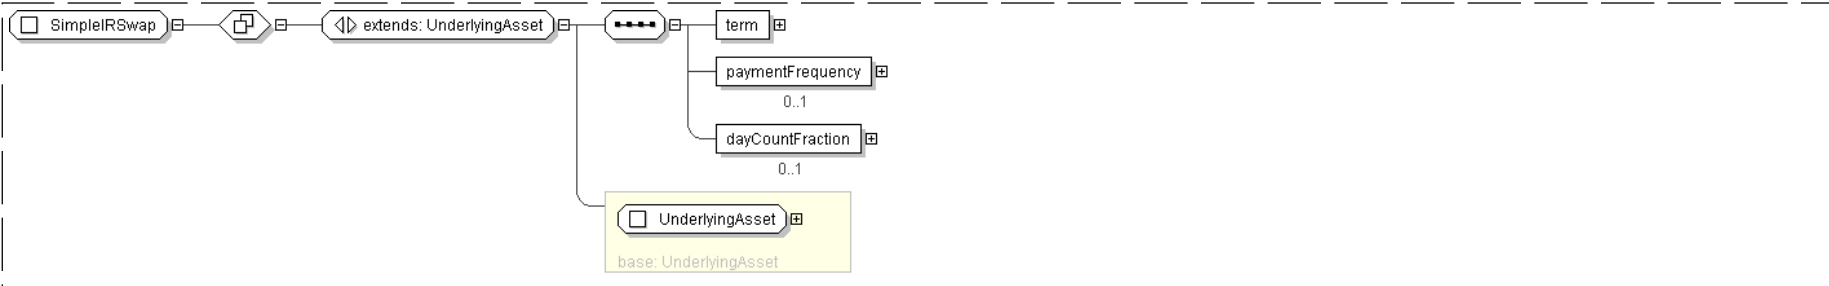 SimpleIRSwap
extends: UnderlyingAsset
term
paymentFrequency
0..1
dayCountFraction
0..1
UnderlyingAsset
base: UnderlyingAsset